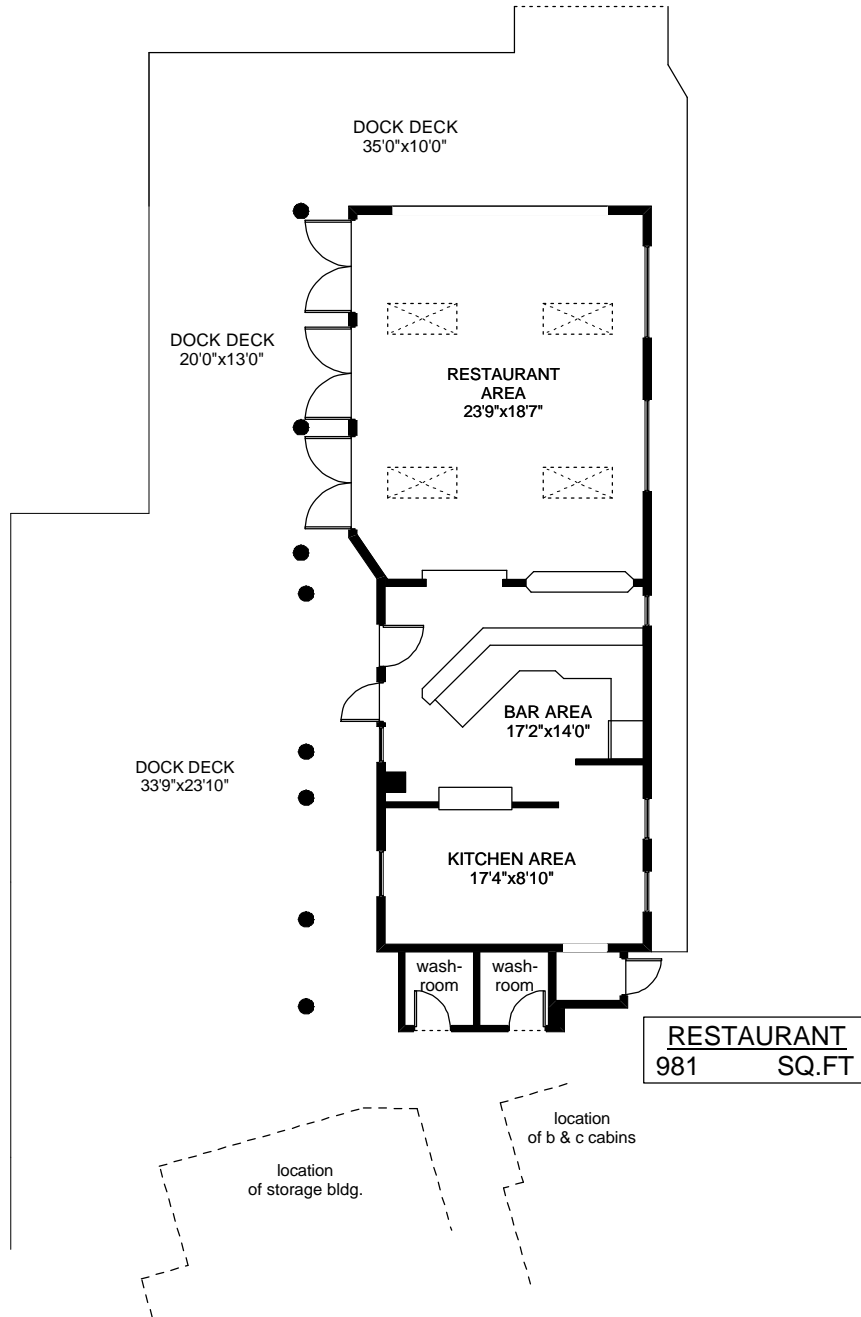 DOCK DECK
35'0"x10'0"
DOCK DECK
20'0"x13'0"
RESTAURANT
AREA
23'9"x18'7"
BAR AREA
17'2"x14'0"
DOCK DECK
33'9"x23'10"
KITCHEN AREA
17'4"x8'10"
wash-
room
wash-
room
RESTAURANT
981 SQ.FT
location
of b & c cabins
location
of storage bldg.